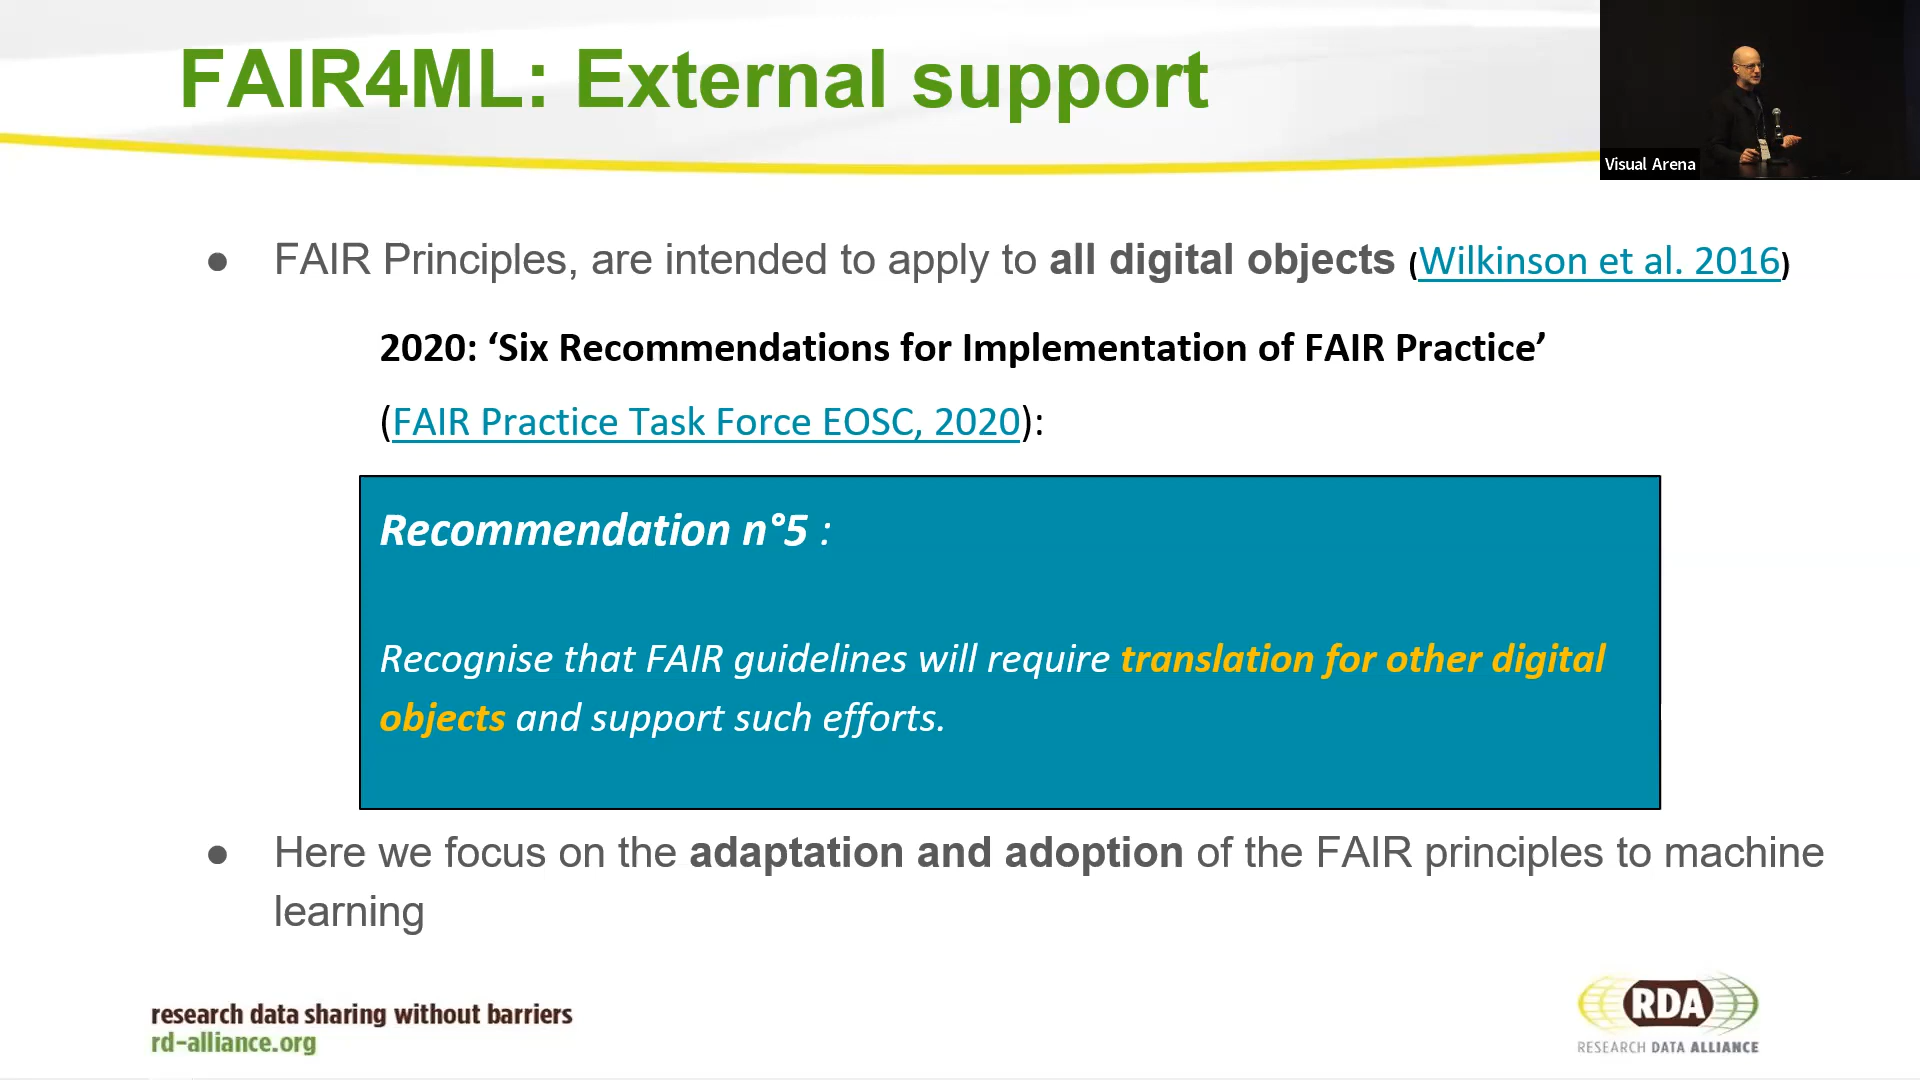 FAIR4ML: External support
Visual Arena
● FAIR Principles, are intended to apply to all digital objects (Wilkinson et al. 2016)
2020: ‘Six Recommendations for Implementation of FAIR Practice’
(FAIR Practice Task Force EOSC, 2020):
Recommendation n°5 :
Recognise that FAIR guidelines will require translation for other digital
objects and support such efforts.
● Here we focus on the adaptation and adoption of the FAIR principles to machine
learning
research data sharing without barriers
rd-alliance.org
RDA
RESEARCH DATA ALLIANCE